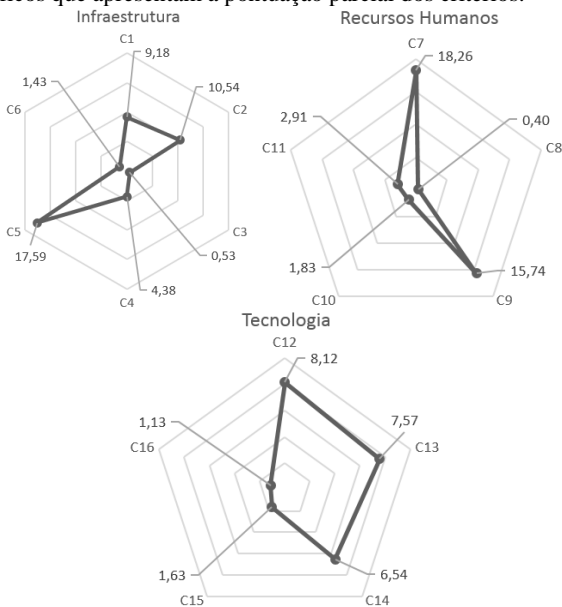 ficos que apresentam a pontuação parcial dos critérios.
Infraestrutura
C1
9,18
10,54
C2
0,53
C3
4,38
C4
17,59
C5
1,43
C6
Recursos Humanos
C7
18,26
0,40
C8
15,74
C9
1,83
C10
2,91
C11
Tecnologia
C12
8,12
7,57
C13
6,54
C14
1,63
C15
1,13
C16